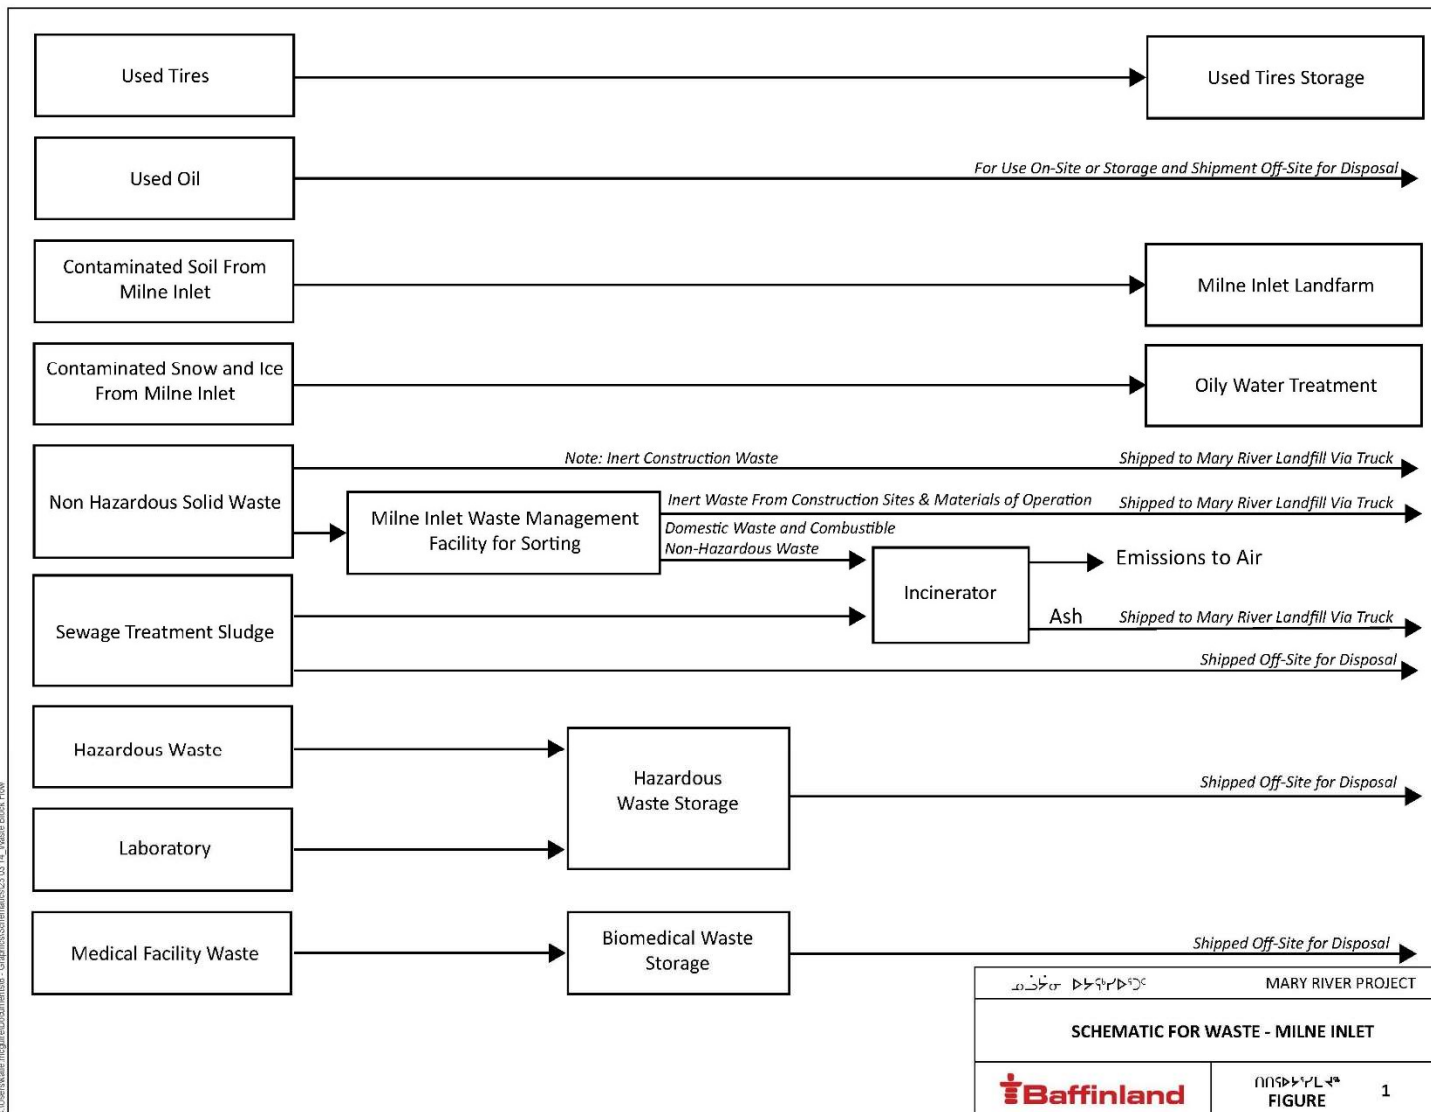 Used Tires
Used Tires Storage
Used Oil
For Use On-Site or Storage and Shipment Off-Site for Disposal
Contaminated Soil From
Milne Inlet
Milne Inlet Landfarm
Contaminated Snow and Ice
From Milne Inlet
Oily Water Treatment
Non Hazardous Solid Waste
Note: Inert Construction Waste
Shipped to Mary River Landfill Via Truck
Milne Inlet Waste Management
Facility for Sorting
Inert Waste From Construction Sites & Materials of Operation
Shipped to Mary River Landfill Via Truck
Domestic Waste and Combustible
Non-Hazardous Waste
Incinerator
Emissions to Air
Ash
Shipped to Mary River Landfill Via Truck
Sewage Treatment Sludge
Shipped Off-Site for Disposal
Hazardous Waste
Laboratory
Hazardous
Waste Storage
Shipped Off-Site for Disposal
Medical Facility Waste
Biomedical Waste
Storage
Shipped Off-Site for Disposal
MARY RIVER PROJECT
SCHEMATIC FOR WASTE - MILNE INLET
Baffinland
FIGURE 1